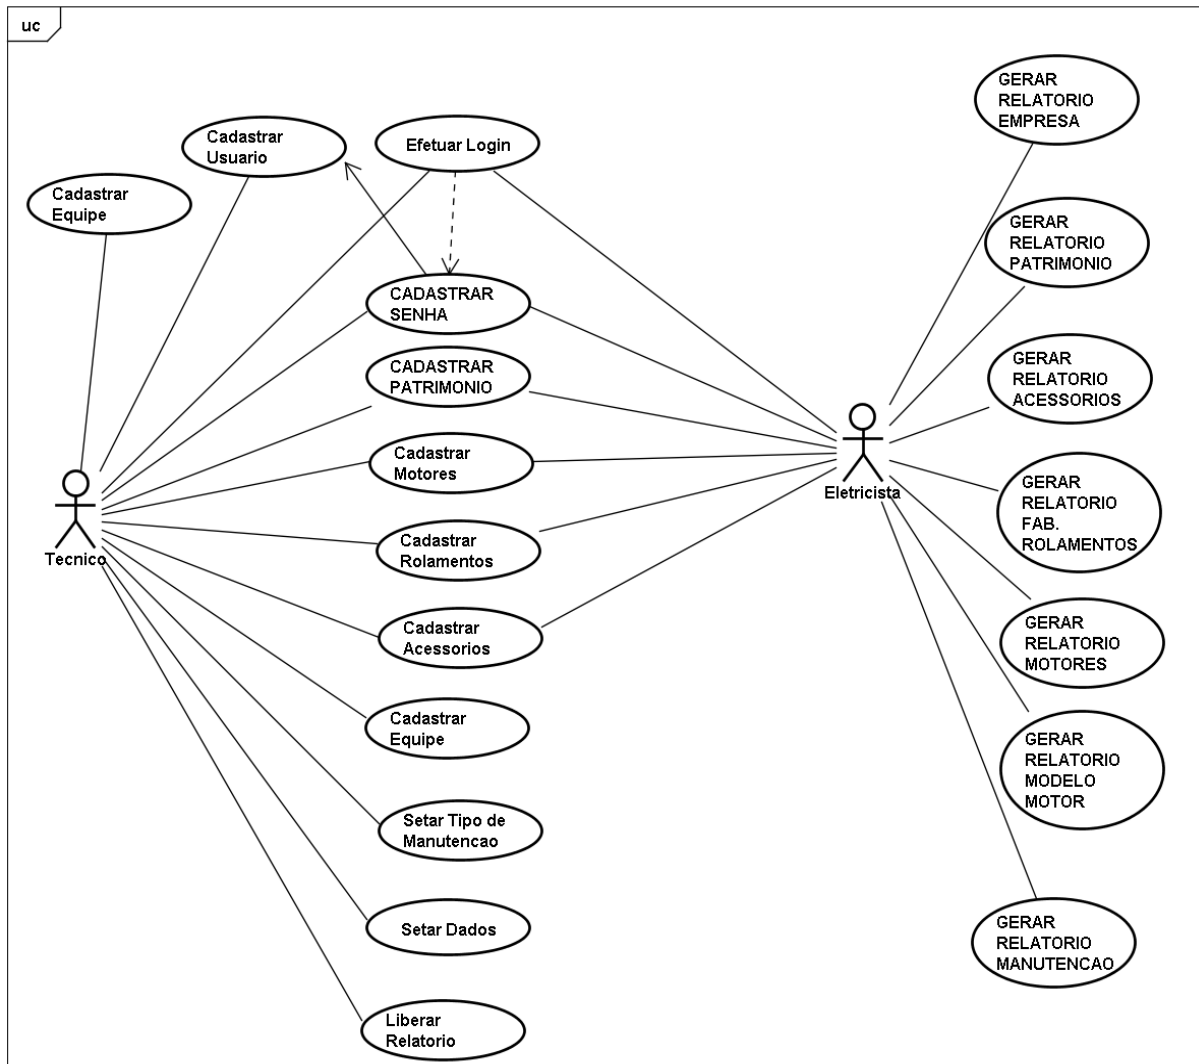 uc
Cadastrar
Equipe
Cadastrar
Usuario
Efetuar Login
CADASTRAR
SENHA
CADASTRAR
PATRIMONIO
Cadastrar
Motores
Cadastrar
Rolamentos
Cadastrar
Acessorios
Cadastrar
Equipe
Setar Tipo de
Manutencao
Setar Dados
Liberar
Relatorio
Tecnico
Eletricista
GERAR
RELATORIO
EMPRESA
GERAR
RELATORIO
PATRIMONIO
GERAR
RELATORIO
ACESSORIOS
GERAR
RELATORIO
FAB.
ROLAMENTOS
GERAR
RELATORIO
MOTORES
GERAR
RELATORIO
MODELO
MOTOR
GERAR
RELATORIO
MANUTENCAO